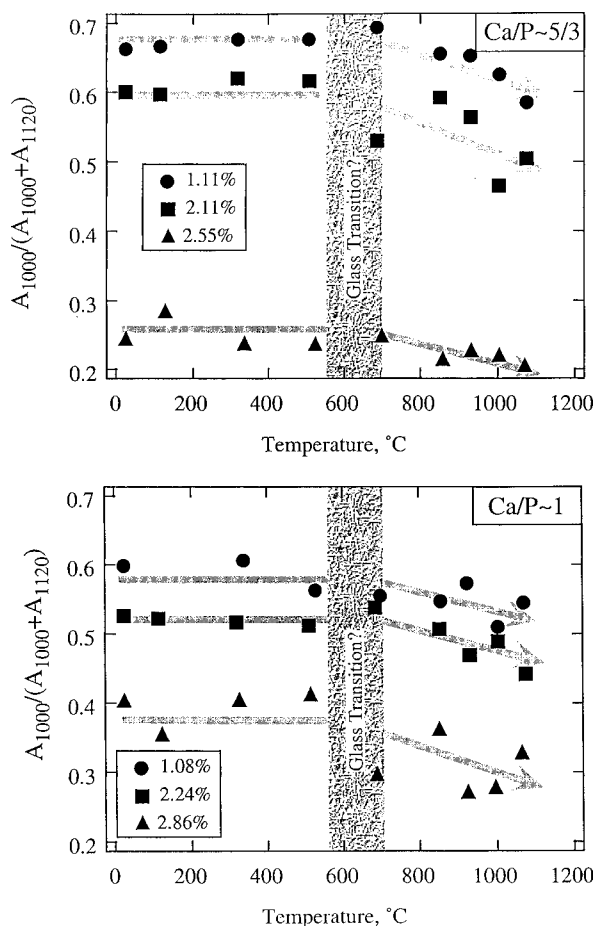 0.7
0.6
0.5
0.4
0.3
0.2
A1000/(A1000+A1120)
Ca/P~5/3
1.11%
2.11%
2.55%
Glass Transition?
0 200 400 600 800 1000 1200
Temperature, °C
0.7
0.6
0.5
0.4
0.3
0.2
A1000/(A1000+A1120)
Ca/P~1
1.08%
2.24%
2.86%
Glass Transition?
0 200 400 600 800 1000 1200
Temperature, °C